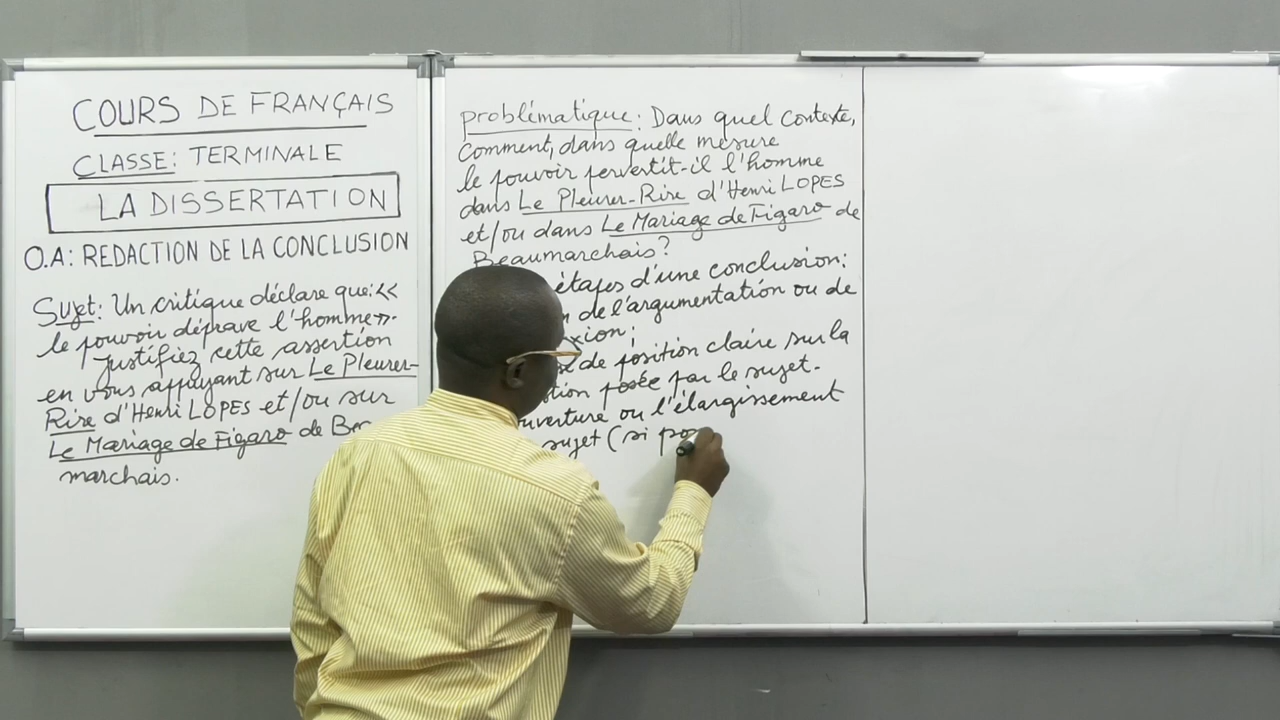 COURS DE FRANÇAIS
CLASSE: TERMINALE
LA DISSERTATION
O.A: REDACTION DE LA CONCLUSION
Sujet: Un critique déclare que: <<
le pouvoir déprave l'homme>>.
Justifiez cette assertion
en vous appuyant sur Le Pleurer-
Rire d'Henri LOPES et/ou sur
Le Mariage de Figaro de
marchais.
problématique: Dans quel contexte,
comment, dans quelle mesure
le pouvoir pervertit-il l'homme
dans Le Pleurer-Rire d'Henri LOPES
et/ou dans Le Mariage de Figaro de
Beaumarchais?
étapes d'une conclusion:
de l'argumentation ou de
de position claire sur la
posée par le sujet.
ou l'élargissement
sujet (si